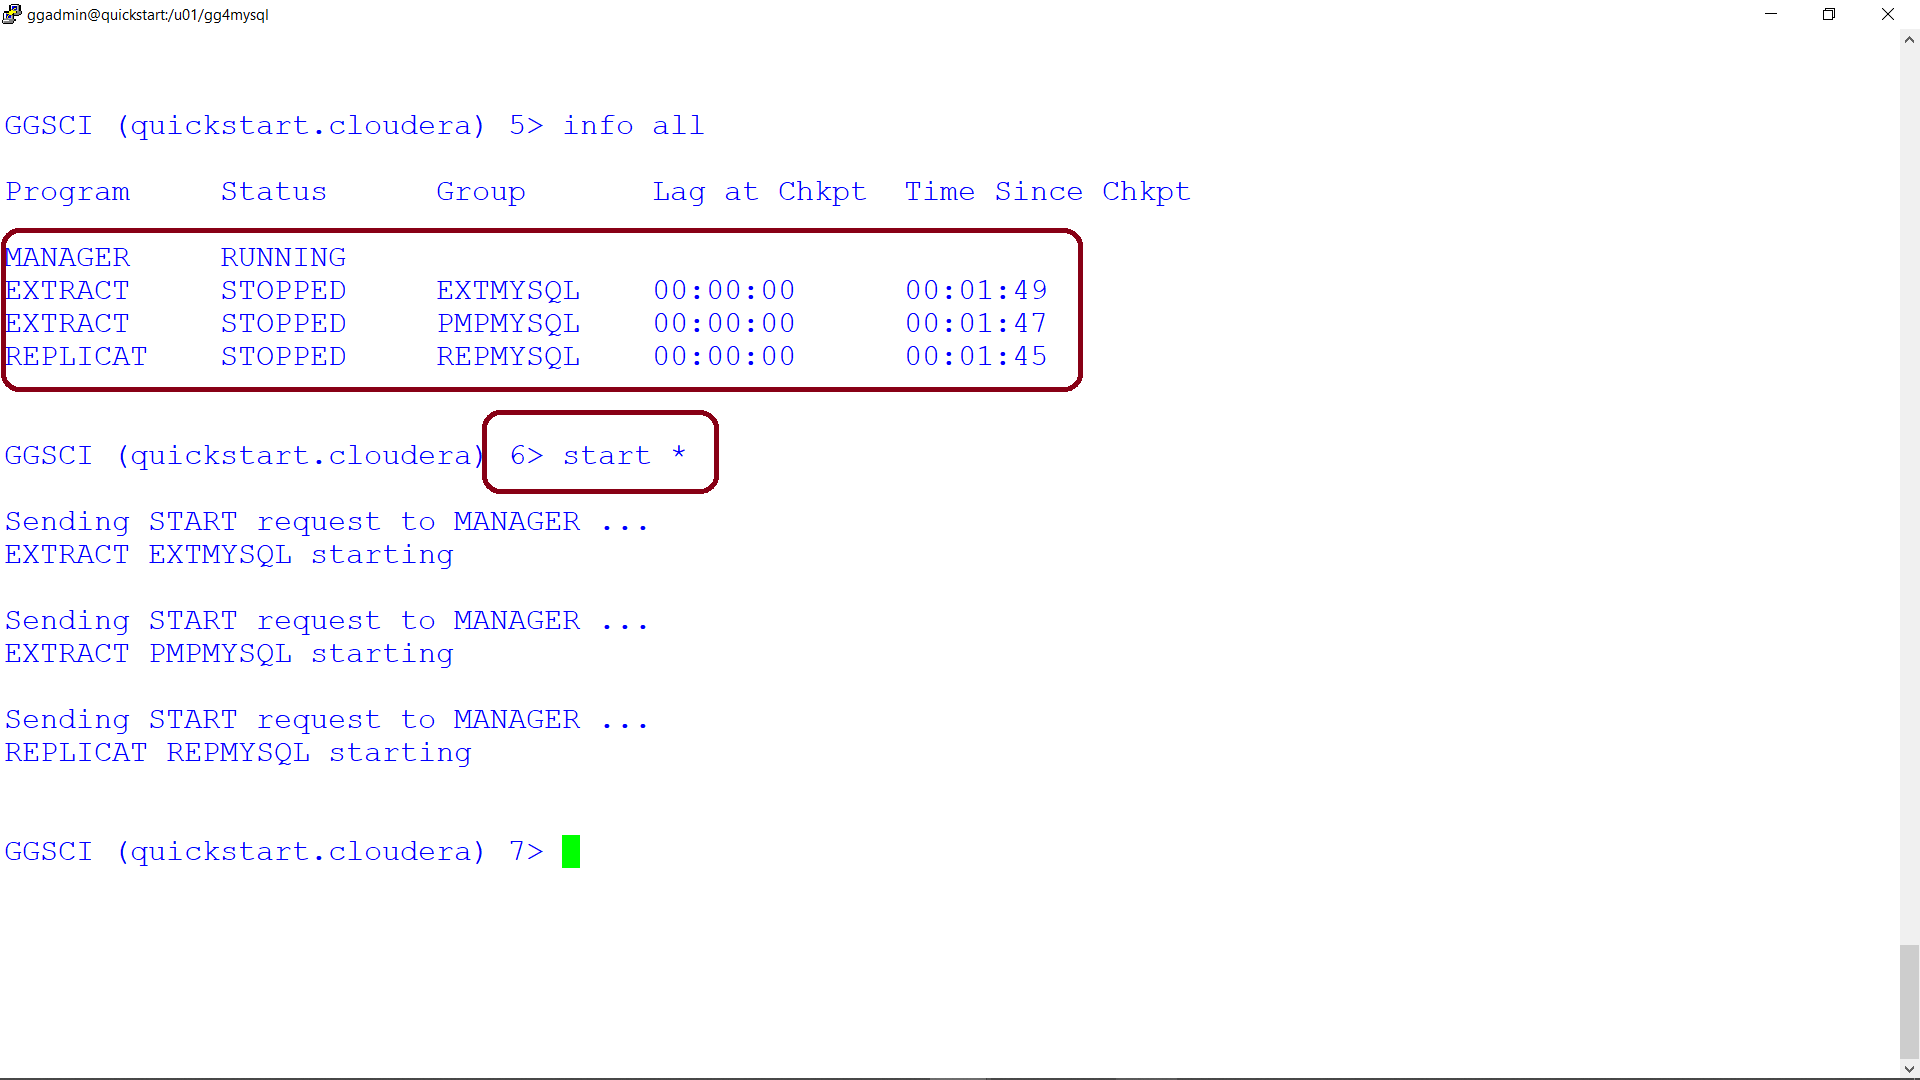 ggadmin@quickstart:/u01/gg4mysql
GGSCI (quickstart.cloudera) 5> info all
Program     Status      Group       Lag at Chkpt  Time Since Chkpt
MANAGER     RUNNING
EXTRACT     STOPPED     EXTMYSQL    00:00:00      00:01:49
EXTRACT     STOPPED     PMPMYSQL    00:00:00      00:01:47
REPLICAT    STOPPED     REPMYSQL    00:00:00      00:01:45
GGSCI (quickstart.cloudera) 6> start *
Sending START request to MANAGER ...
EXTRACT EXTMYSQL starting
Sending START request to MANAGER ...
EXTRACT PMPMYSQL starting
Sending START request to MANAGER ...
REPLICAT REPMYSQL starting
GGSCI (quickstart.cloudera) 7>